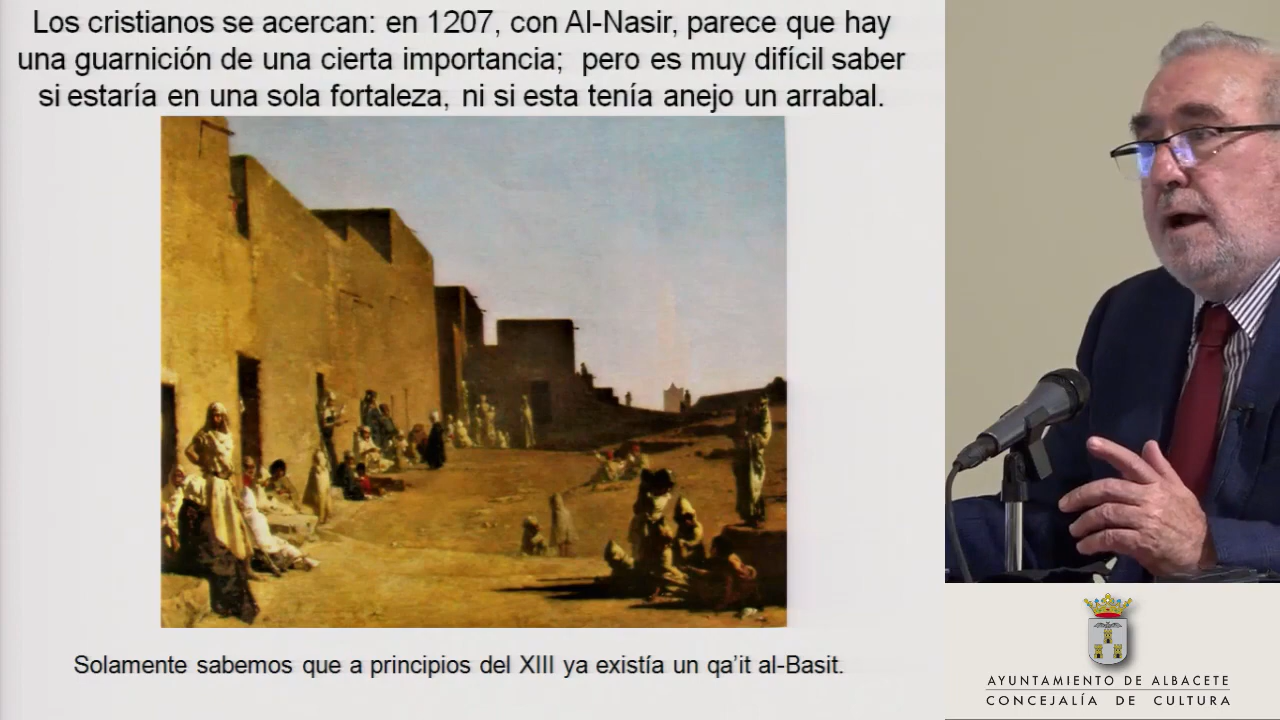 Los cristianos se acercan: en 1207, con Al-Nasir, parece que hay
una guarnición de una cierta importancia; pero es muy difícil saber
si estaría en una sola fortaleza, ni si esta tenía anejo un arrabal.
Solamente sabemos que a principios del XIII ya existía un qa'it al-Basit.
AYUNTAMIENTO DE ALBACETE
CONCEJALÍA DE CULTURA